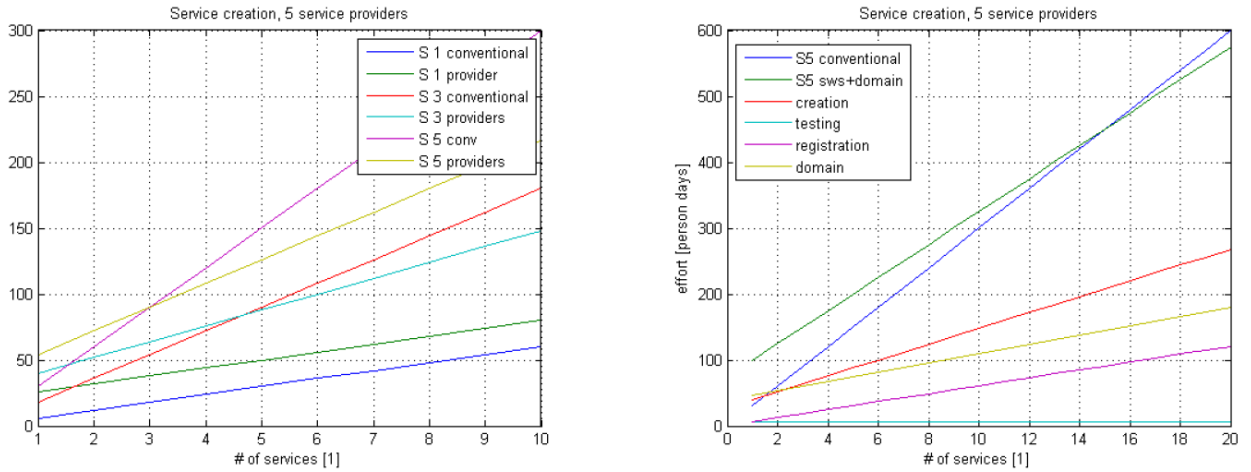 Service creation, 5 service providers
300
250
200
150
100
50
0
1 2 3 4 5 6 7 8 9 10
# of services [1]
S 1 conventional
S 1 provider
S 3 conventional
S 3 providers
S 5 conv
S 5 providers
Service creation, 5 service providers
effort [person days]
600
500
400
300
200
100
0
0 2 4 6 8 10 12 14 16 18 20
# of services [1]
S5 conventional
S5 sws+domain
creation
testing
registration
domain